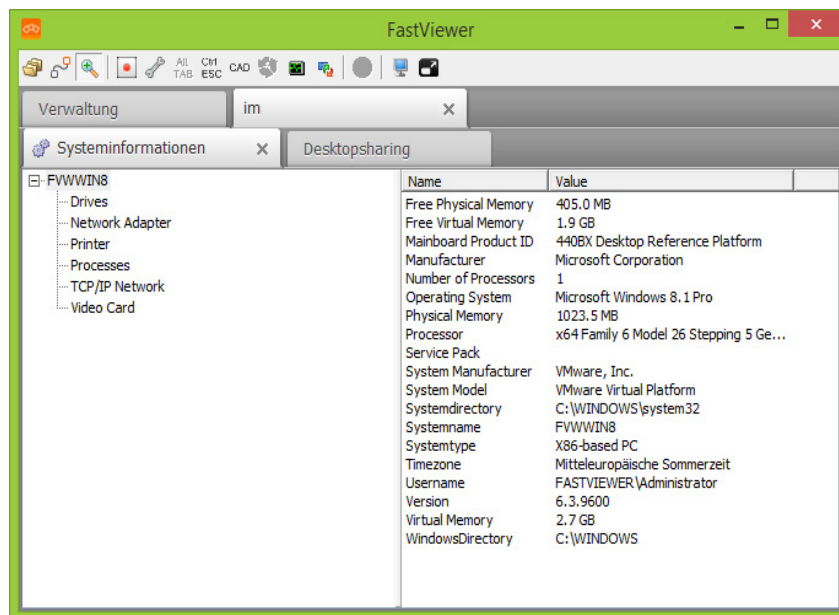 FastViewer
Alt TAB Ctrl ESC CAD
Verwaltung im
Systeminformationen Desktopsharing
FVWWIN8
Drives
Network Adapter
Printer
Processes
TCP/IP Network
Video Card
Name Value
Free Physical Memory 405.0 MB
Free Virtual Memory 1.9 GB
Mainboard Product ID 440BX Desktop Reference Platform
Manufacturer Microsoft Corporation
Number of Processors 1
Operating System Microsoft Windows 8.1 Pro
Physical Memory 1023.5 MB
Processor x64 Family 6 Model 26 Stepping 5 Ge...
Service Pack
System Manufacturer VMware, Inc.
System Model VMware Virtual Platform
Systemdirectory C:\WINDOWS\system32
Systemname FVWWIN8
Systemtype X86-based PC
Timezone Mitteleuropäische Sommerzeit
Username FASTVIEWER\Administrator
Version 6.3.9600
Virtual Memory 2.7 GB
WindowsDirectory C:\WINDOWS